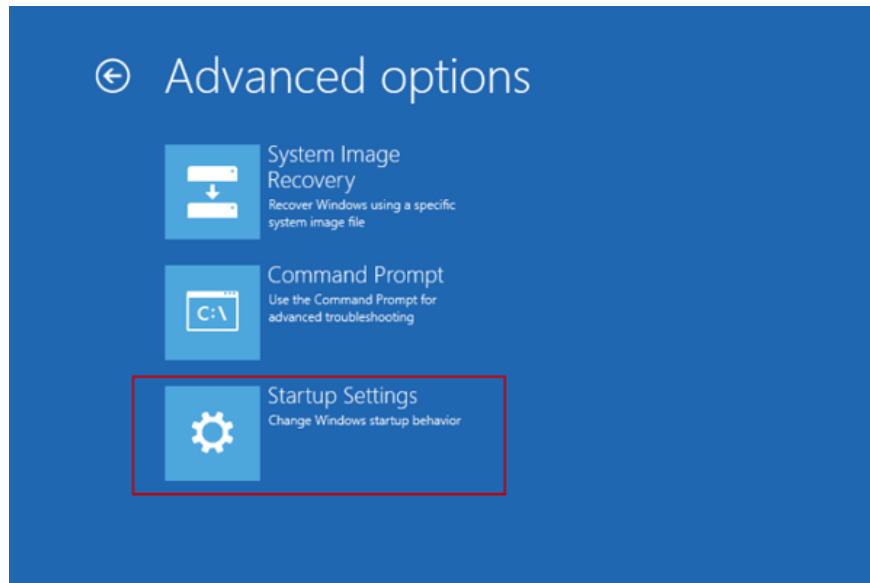 Advanced options
System Image
Recovery
Recover Windows using a specific
system image file
Command Prompt
Use the Command Prompt for
advanced troubleshooting
C:\
Startup Settings
Change Windows startup behavior